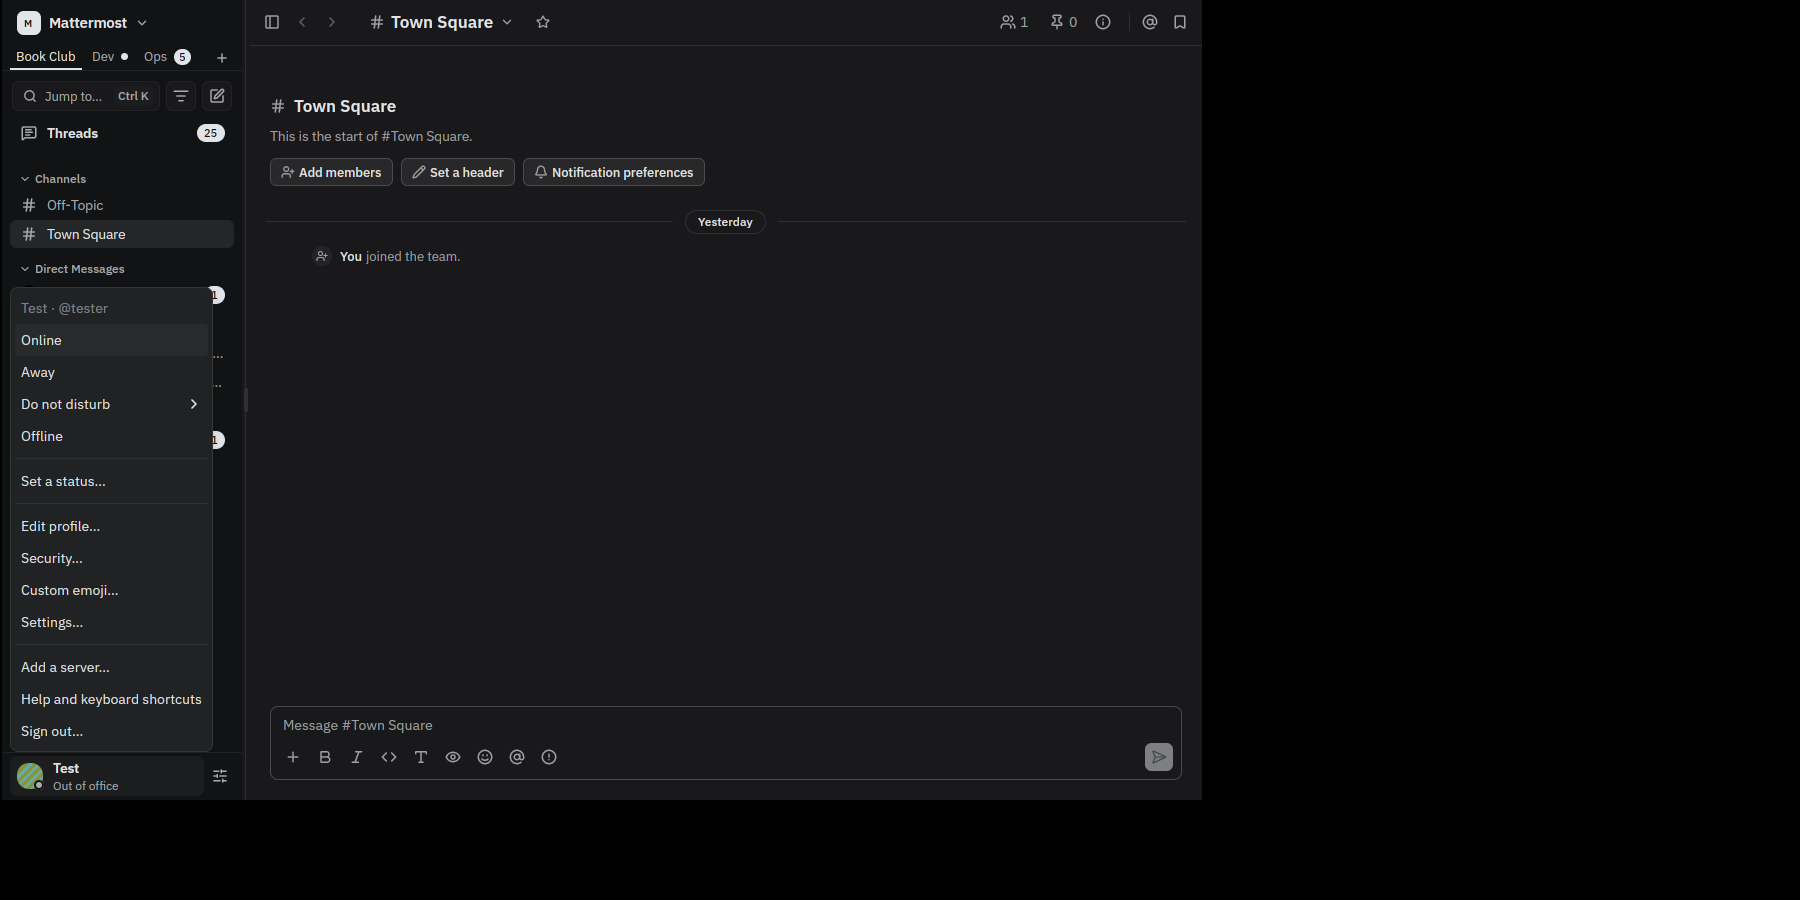 M Mattermost
Book Club Dev Ops 5
Jump to... Ctrl K
Threads 25
Channels
Off-Topic
Town Square
Direct Messages
1
Test · @tester
Online
Away
...
Do not disturb
...
Offline
1
Set a status...
Edit profile...
Security...
Custom emoji...
Settings...
Add a server...
Help and keyboard shortcuts
Sign out...
Test
Out of office
# Town Square
1
0
# Town Square
This is the start of #Town Square.
Add members Set a header Notification preferences
Yesterday
You joined the team.
Message #Town Square